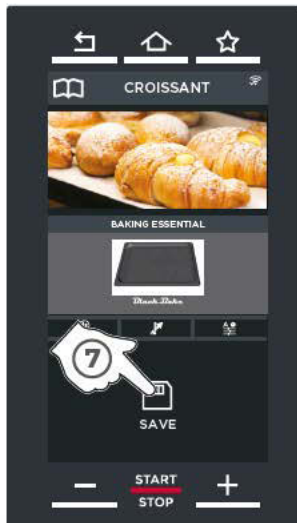 CROISSANT
BAKING ESSENTIAL
Black Bake
7
SAVE
START
STOP